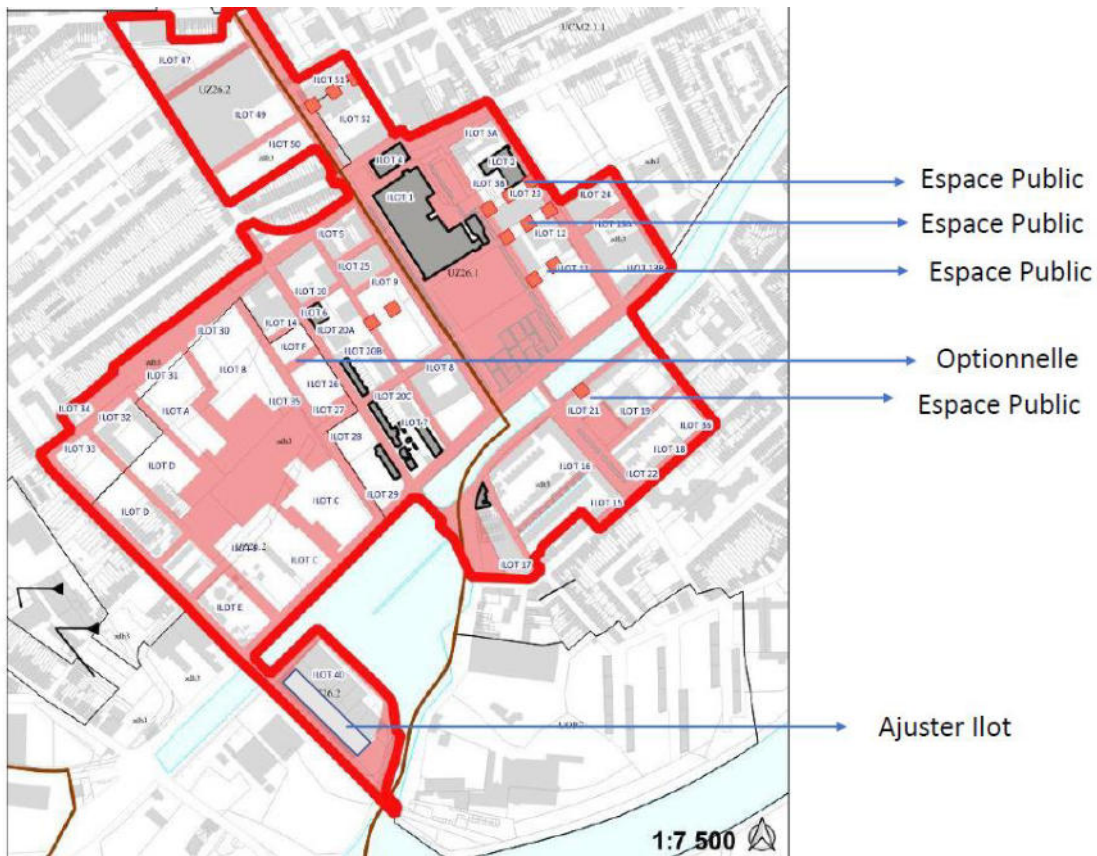 UCM2.1.1
ILOT 47
ILOT 51
UZ26.2
ILOT 49
ILOT 52
ILOT 50
ILOT 3A
ILOT 4
ILOT 2
ILOT 1
ILOT 3B
ILOT 23
ILOT 24
Espace Public
ILOT 12
Espace Public
ILOT 5
ILOT 13B
UZ26.1
Espace Public
ILOT 25
ILOT 9
ILOT 6
ILOT 14
ILOT 20A
ILOT 30
ILOT F
ILOT 20B
Optionnelle
ILOT 31
ILOT B
ILOT 8
ILOT 26
ILOT 34
ILOT 32
ILOT A
ILOT 35
ILOT 27
ILOT 20C
ILOT 21
ILOT 19
Espace Public
ILOT 7
ILOT 36
ILOT 33
ILOT 28
ILOT 18
ILOT D
ILOT 16
ILOT 22
ILOT C
ILOT 29
ILOT 15
ILOT D
ILOT C
ILOT 17
ILOT E
ILOT 40
Ajuster Ilot
1:7 500